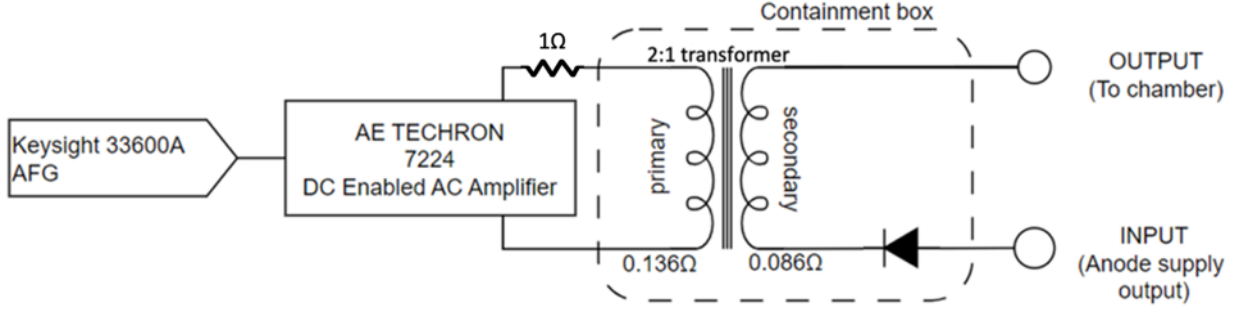 Containment box
1Ω
2:1 transformer
OUTPUT
(To chamber)
Keysight 33600A
AFG
AE TECHRON
7224
DC Enabled AC Amplifier
primary
secondary
0.136Ω
0.086Ω
INPUT
(Anode supply
output)